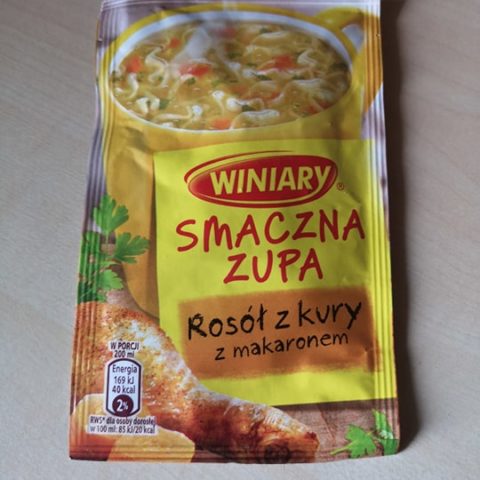 WINIARY®
SMACZNA
ZUPA
Rosół z kury
z makaronem
W PORCJI
200 ml
Energia
169 kJ
40 kcal
2%
RWS* dla osoby dorosłej
w 100 ml: 85 kJ/20 kcal